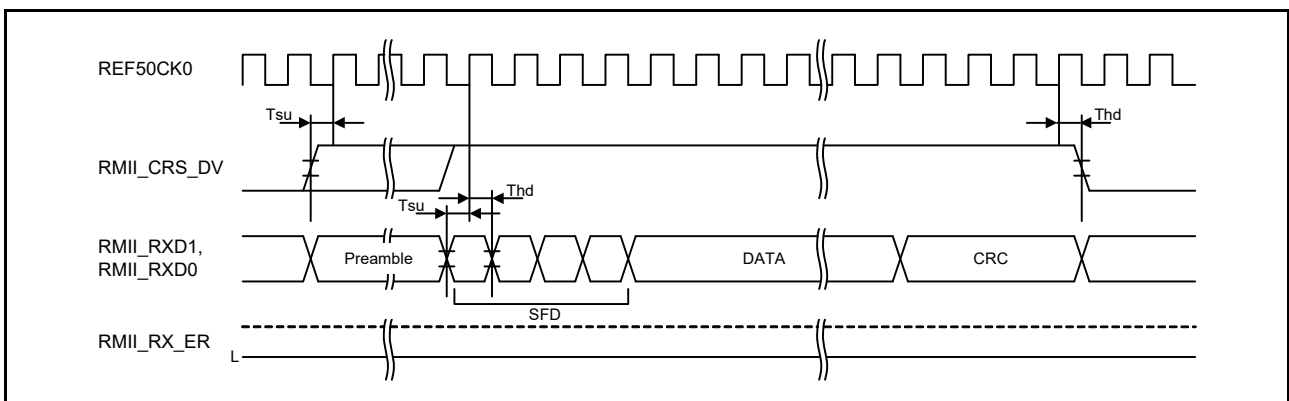 REF50CK0
Tsu
Thd
RMII_CRS_DV
Thd
Tsu
RMII_RXD1,
RMII_RXD0
Preamble
DATA
CRC
SFD
RMII_RX_ER
L